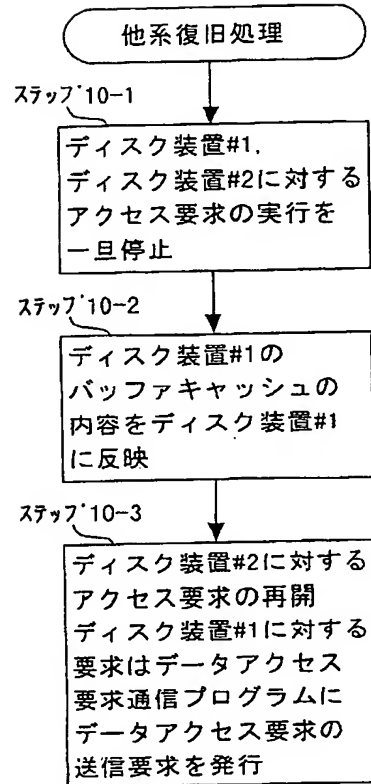 他系復旧処理
ステップ10-1
ディスク装置#1,
ディスク装置#2に対する
アクセス要求の実行を
一旦停止
ステップ10-2
ディスク装置#1の
バッファキャッシュの
内容をディスク装置#1
に反映
ステップ10-3
ディスク装置#2に対する
アクセス要求の再開
ディスク装置#1に対する
要求はデータアクセス
要求通信プログラムに
データアクセス要求の
送信要求を発行